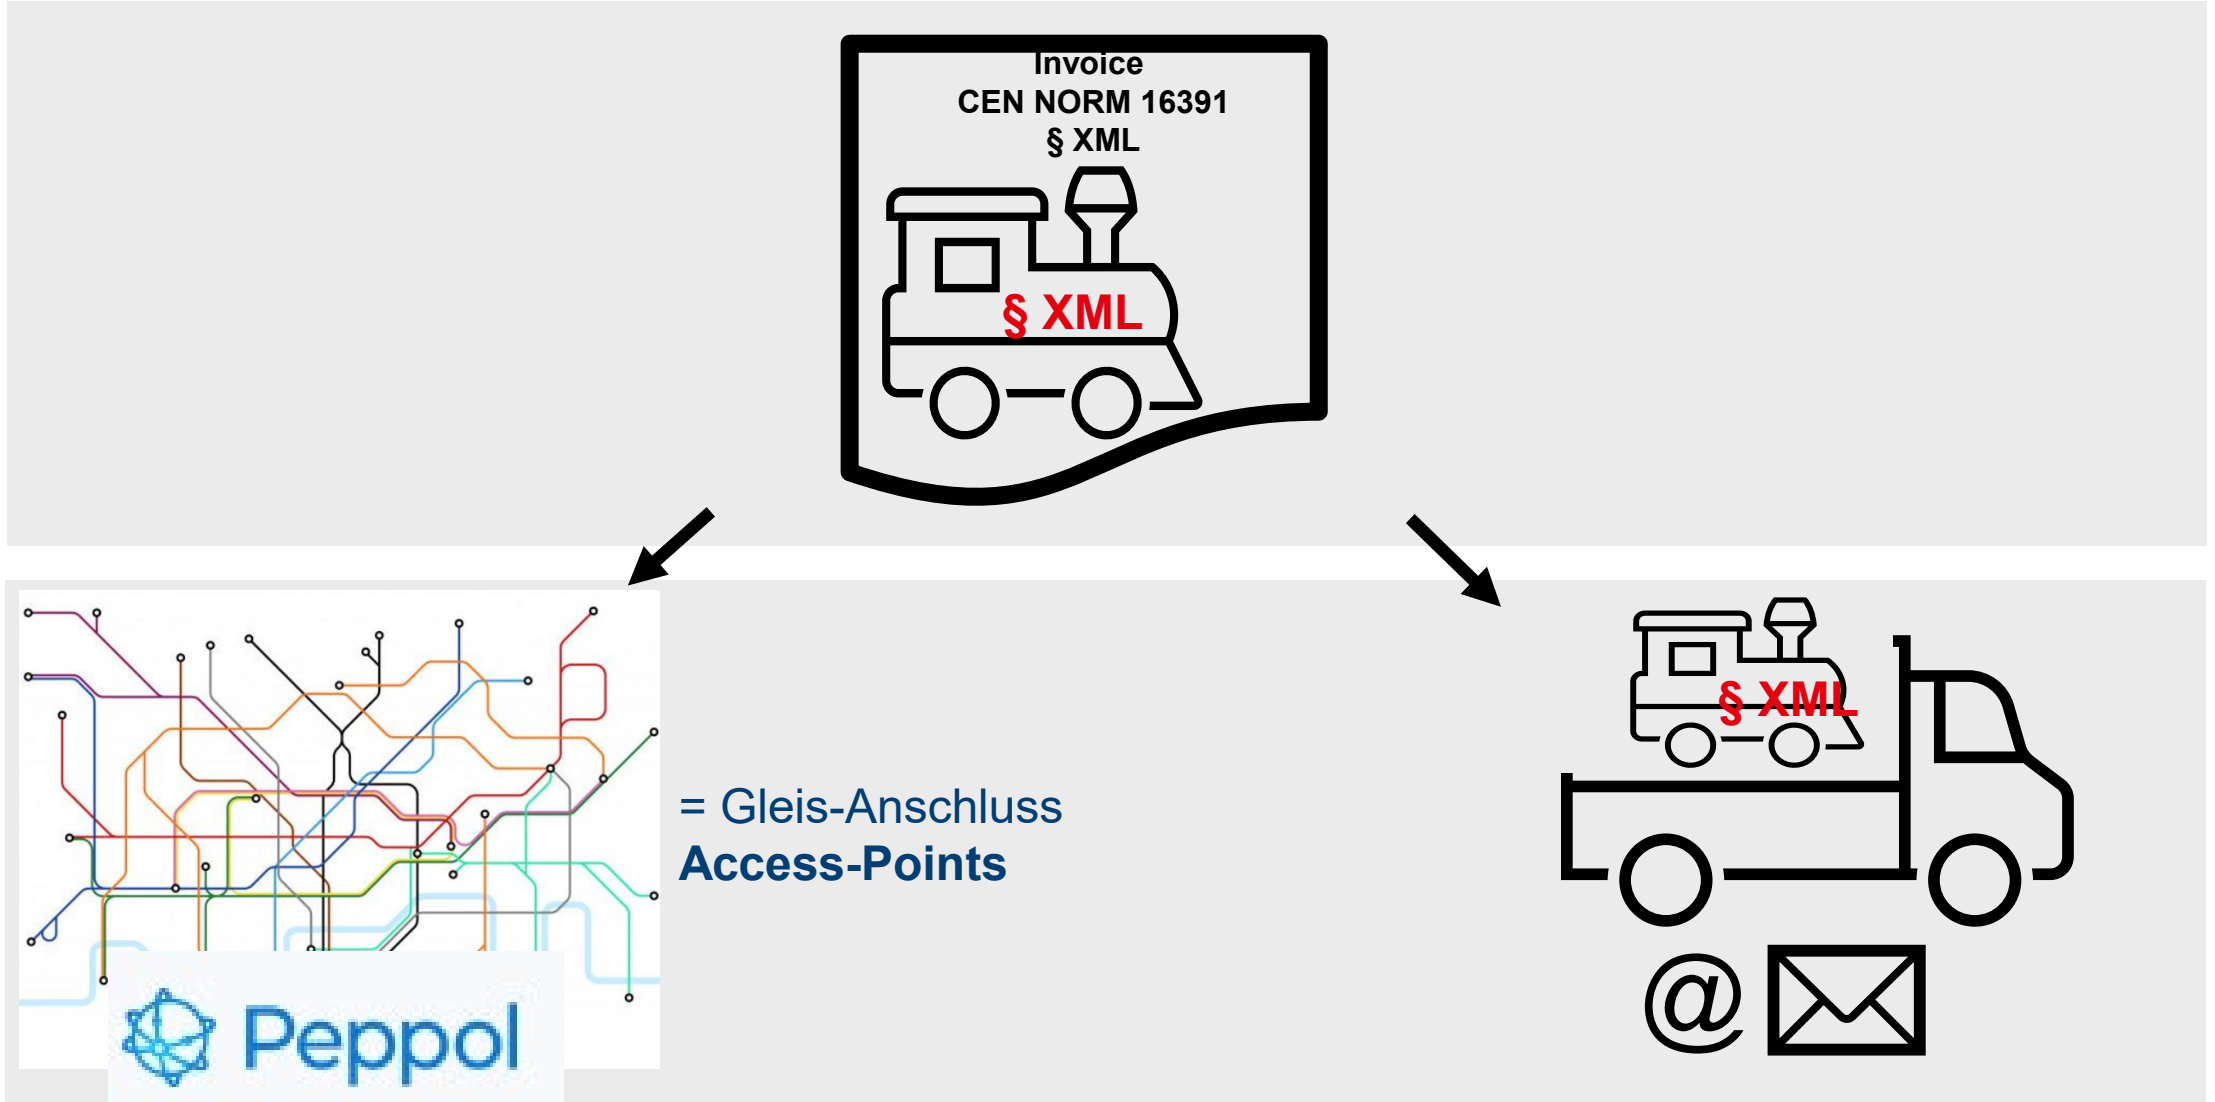 Invoice
CEN NORM 16391
§ XML
§ XML
§ XML
= Gleis-Anschluss
Access-Points
@
Peppol